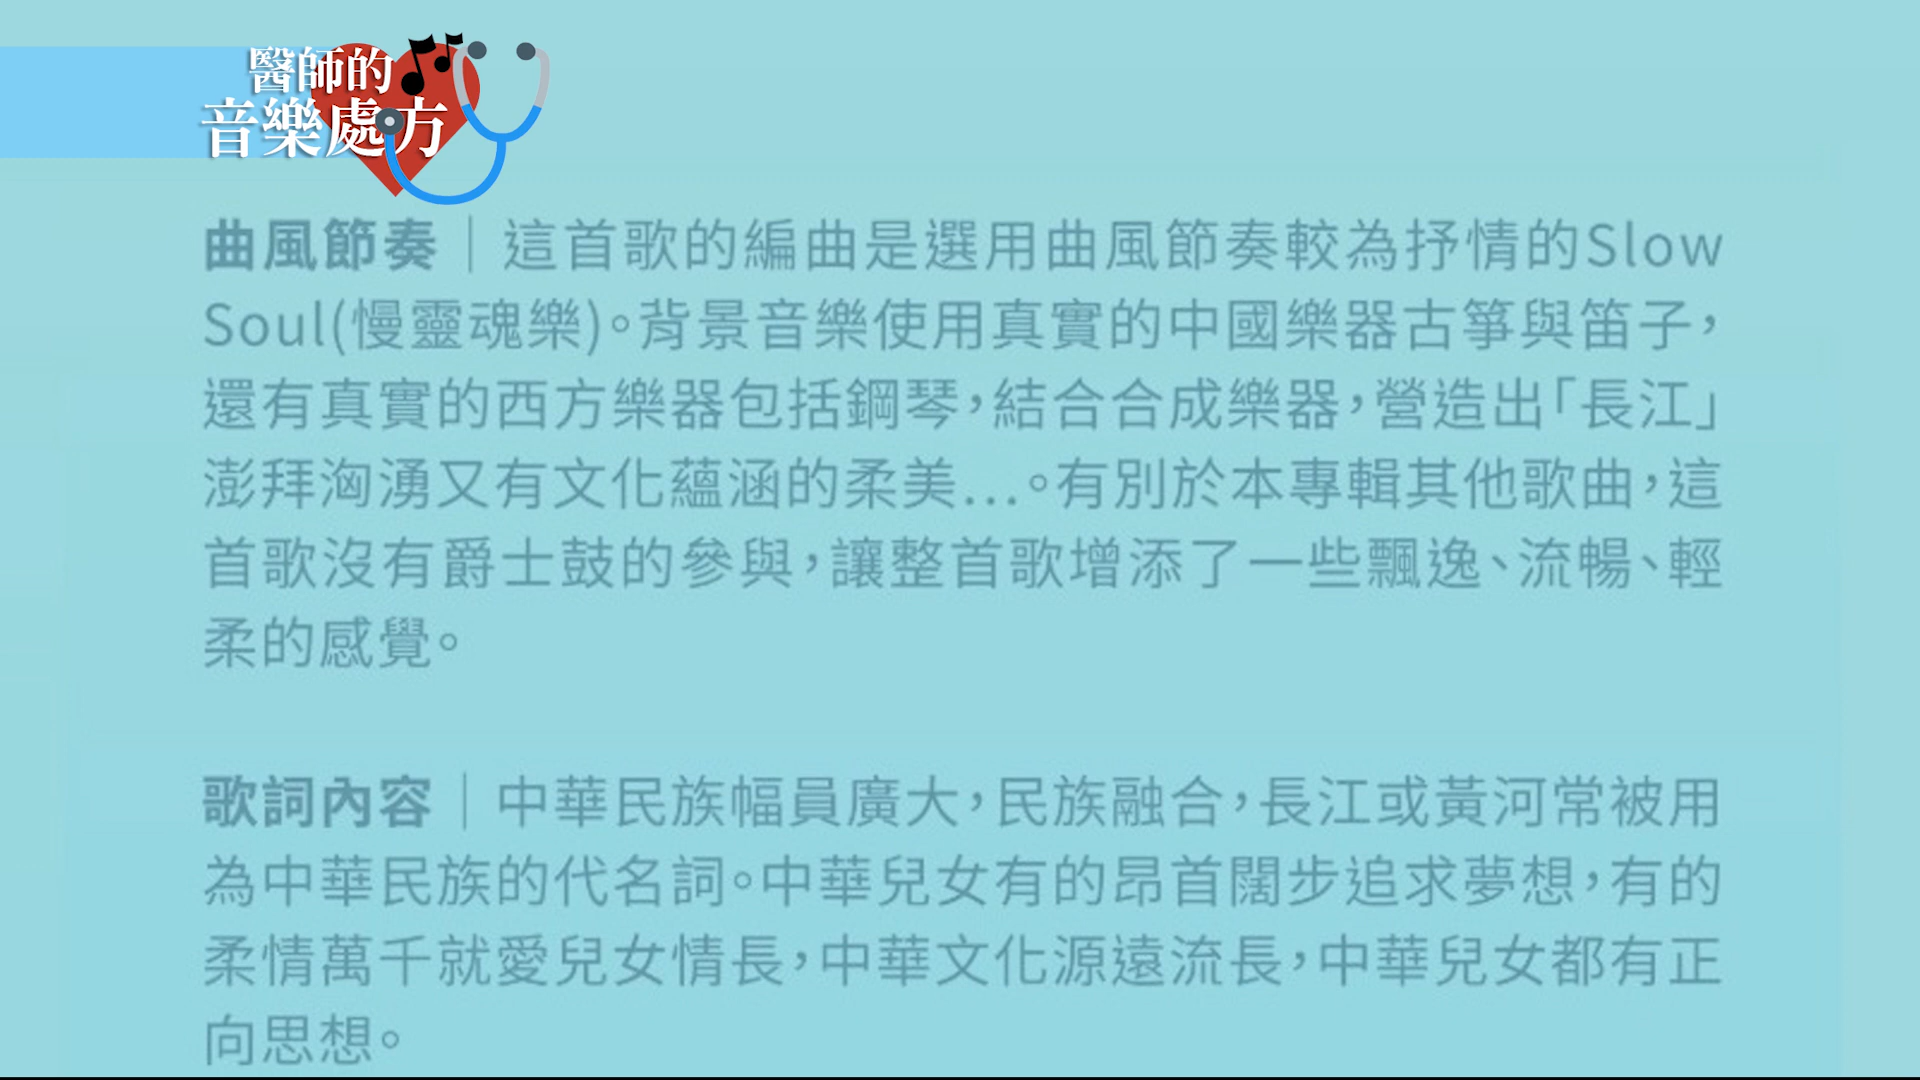 醫師的
音樂處方
曲風節奏｜這首歌的編曲是選用曲風節奏較為抒情的Slow
Soul(慢靈魂樂)。背景音樂使用真實的中國樂器古箏與笛子，
還有真實的西方樂器包括鋼琴，結合合成樂器，營造出「長江」
澎拜洶湧又有文化蘊涵的柔美...。有別於本專輯其他歌曲，這
首歌沒有爵士鼓的參與，讓整首歌增添了一些飄逸、流暢、輕
柔的感覺。
歌詞內容｜中華民族幅員廣大，民族融合，長江或黃河常被用
為中華民族的代名詞。中華兒女有的昂首闊步追求夢想，有的
柔情萬千就愛兒女情長，中華文化源遠流長，中華兒女都有正
向思想。